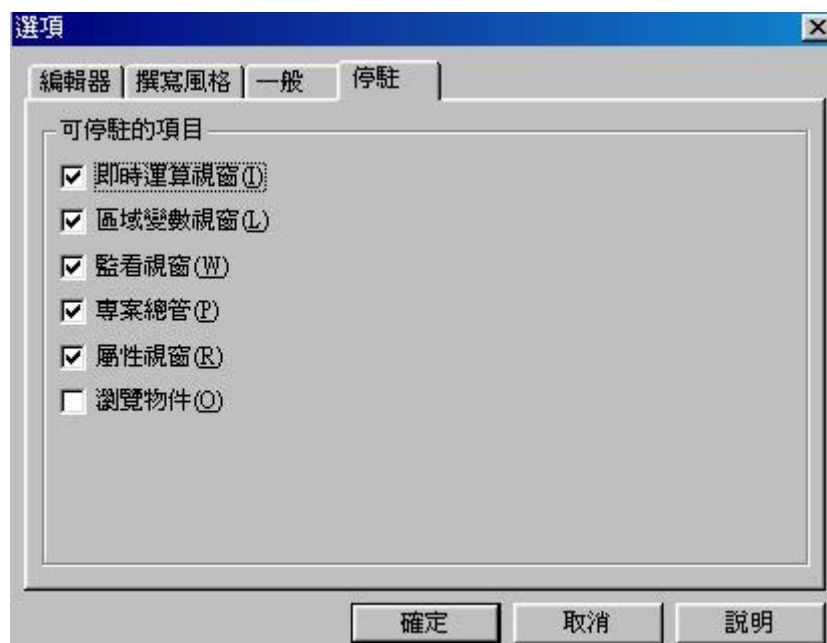 選項
編輯器 撰寫風格 一般 停駐
可停駐的項目
即時運算視窗(I)
區域變數視窗(L)
監看視窗(W)
專案總管(P)
屬性視窗(R)
瀏覽物件(O)
確定 取消 說明